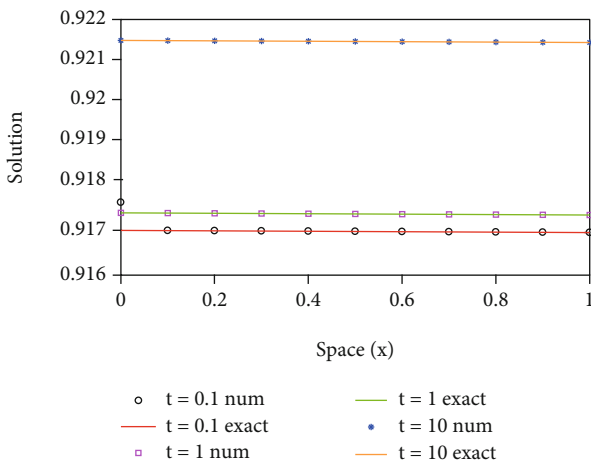 0.922
0.921
0.92
0.919
0.918
0.917
0.916
Solution
0 0.2 0.4 0.6 0.8 1
Space (x)
t = 0.1 num
t = 0.1 exact
t = 1 num
t = 1 exact
t = 10 num
t = 10 exact